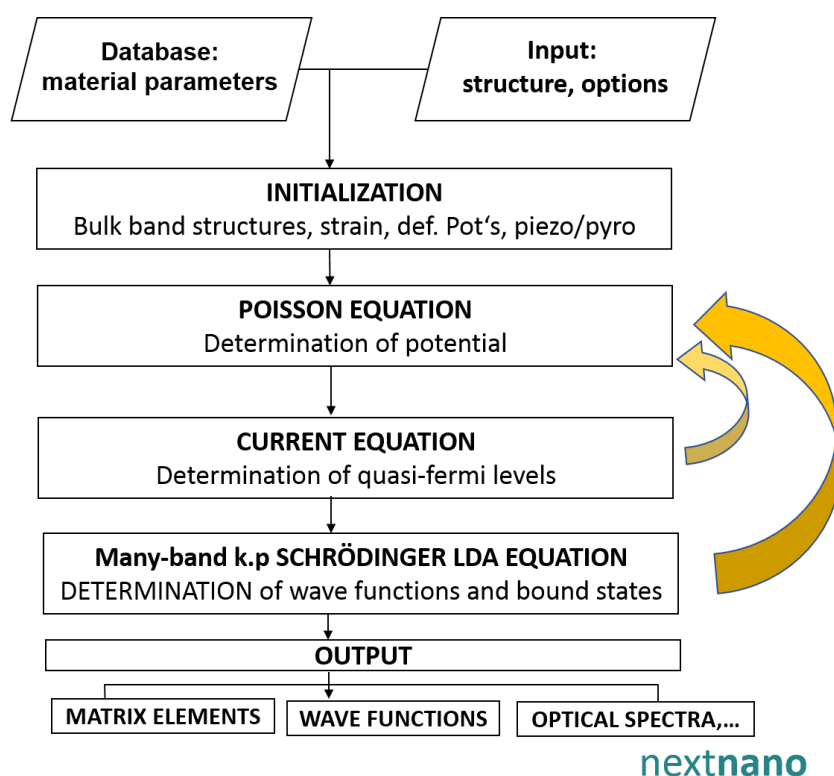 Database:
material parameters
Input:
structure, options
INITIALIZATION
Bulk band structures, strain, def. Pot‘s, piezo/pyro
POISSON EQUATION
Determination of potential
CURRENT EQUATION
Determination of quasi-fermi levels
Many-band k.p SCHRÖDINGER LDA EQUATION
DETERMINATION of wave functions and bound states
OUTPUT
MATRIX ELEMENTS
WAVE FUNCTIONS
OPTICAL SPECTRA,...
nextnano